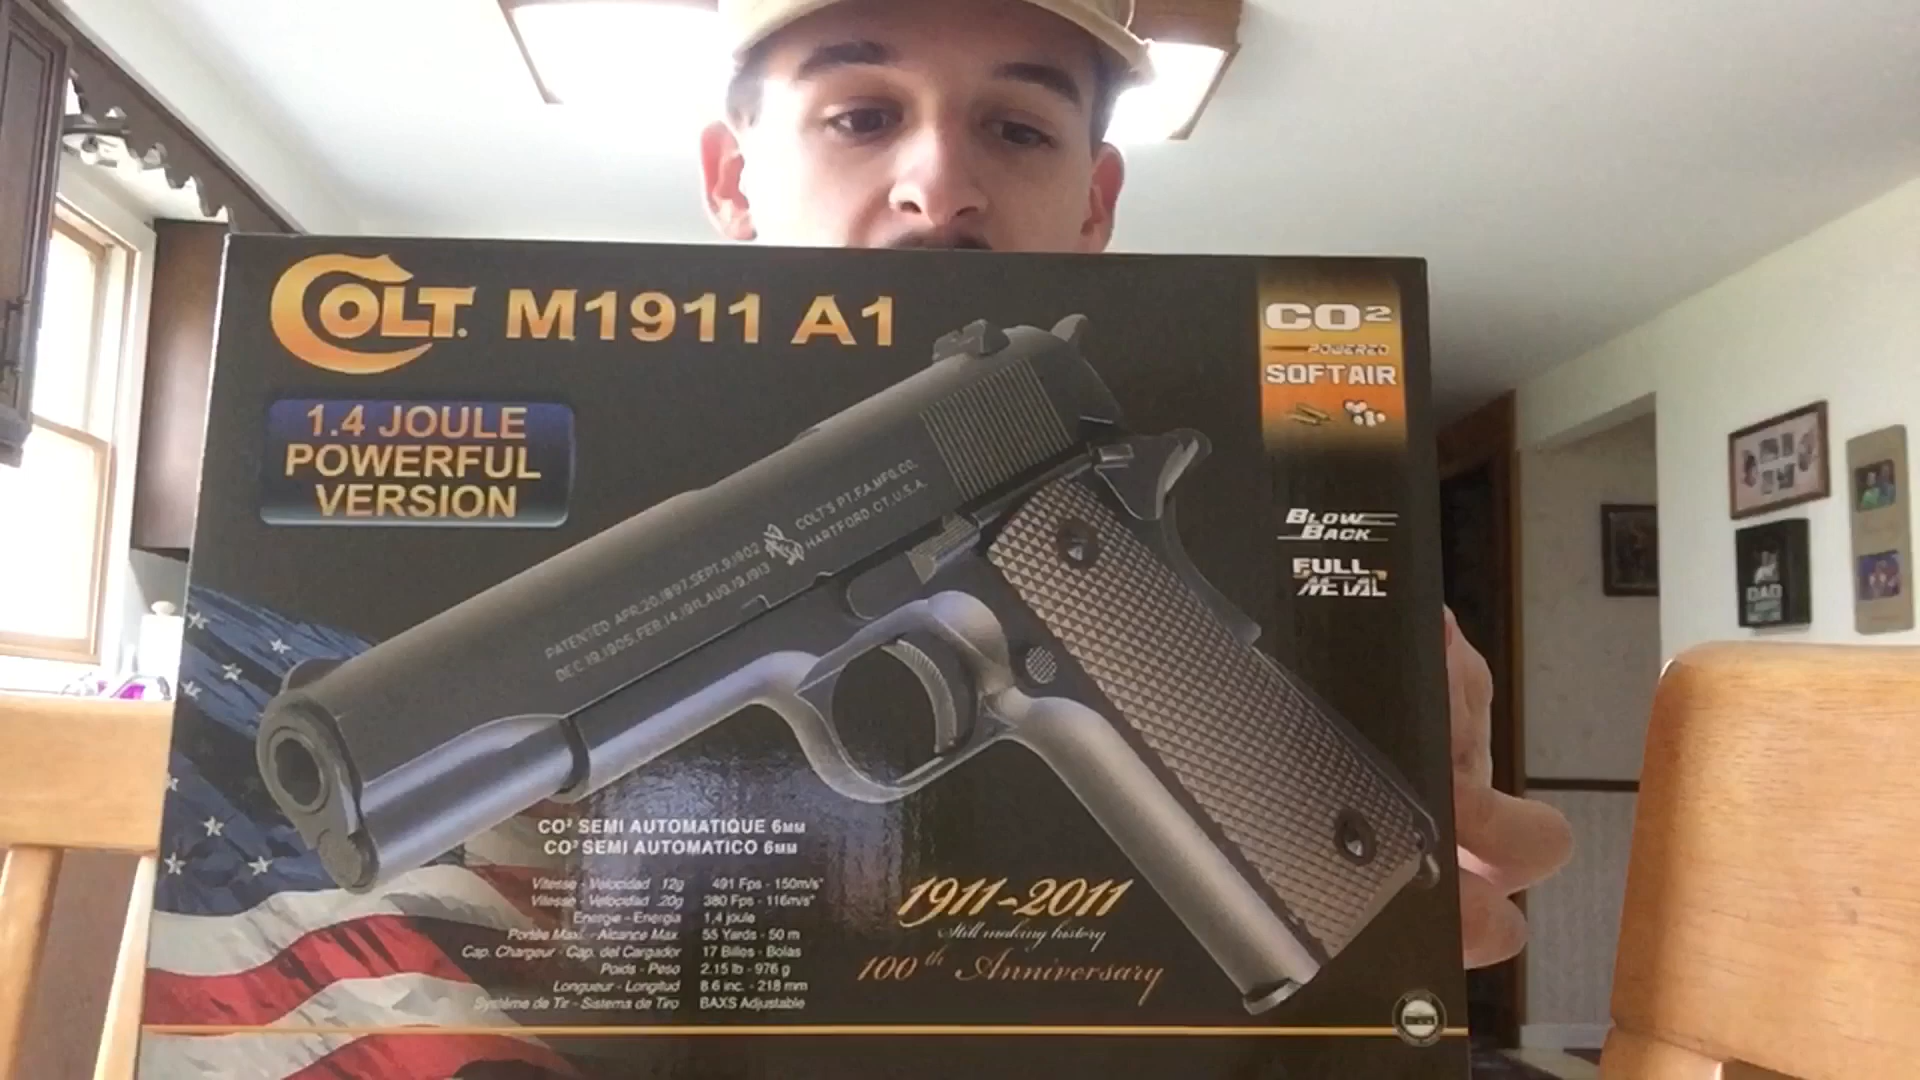 COLT M1911 A1
1.4 JOULE
POWERFUL
VERSION
CO²
POWERED
SOFTAIR
BLOW
BACK
FULL
METAL
COLT'S PT.F.A.MFG.CO.
HARTFORD.CT.U.S.A.
PATENTED APR.20.1897.SEPT.9.1902
DEC.19.1905.FEB.14.1911.AUG.19.1913
CO² SEMI AUTOMATIQUE 6MM
CO² SEMI AUTOMATICO 6MM
Vitesse - Velocidad .12g 491 Fps - 150m/s"
Vitesse - Velocidad .20g 380 Fps - 116m/s"
Energie - Energia 1,4 joule
Portée Maxi. - Alcance Max. 55 Yards - 50 m
Cap. Chargeur - Cap. del Cargador 17 Billes - Bolas
Poids - Peso 2.15 lb - 976 g
Longueur - Longitud 8.6 inc. - 218 mm
Système de Tir - Sistema de Tiro BAXS Adjustable
1911-2011
Still making history
100th Anniversary
DAD